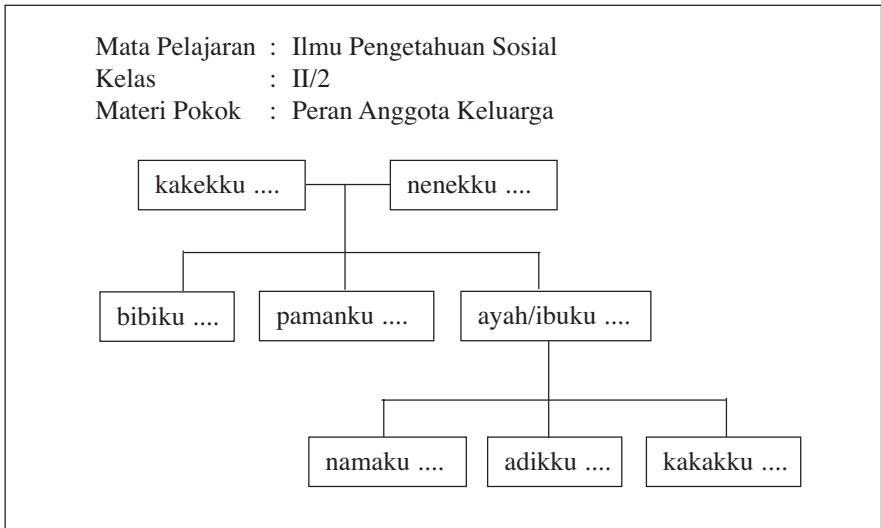 Mata Pelajaran : Ilmu Pengetahuan Sosial
Kelas : II/2
Materi Pokok : Peran Anggota Keluarga
kakekku .... nenekku ....
bibiku .... pamanku .... ayah/ibuku ....
namaku .... adikku .... kakakku ....